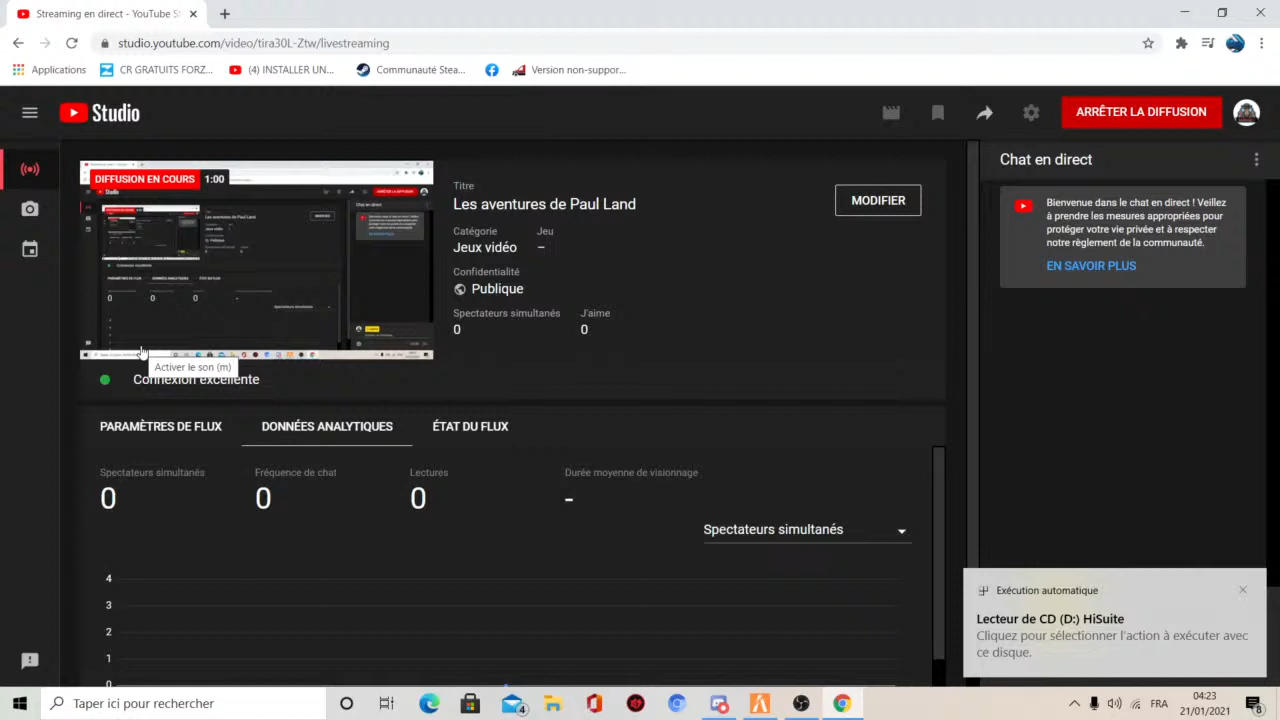 Streaming en direct - YouTube St
studio.youtube.com/video/tira30L-Ztw/livestreaming
Applications
CR GRATUITS FORZ...
(4) INSTALLER UN...
Communauté Stea...
Version non-suppor...
Studio
ARRÊTER LA DIFFUSION
DIFFUSION EN COURS 1:00
Titre
Les aventures de Paul Land
MODIFIER
Catégorie Jeu
Jeux vidéo –
Confidentialité
Publique
Spectateurs simultanés J'aime
0 0
Activer le son (m)
Connexion excellente
Chat en direct
Bienvenue dans le chat en direct ! Veillez
à prendre des mesures appropriées pour
protéger votre vie privée et à respecter
notre règlement de la communauté.
EN SAVOIR PLUS
PARAMÈTRES DE FLUX DONNÉES ANALYTIQUES ÉTAT DU FLUX
Spectateurs simultanés Fréquence de chat Lectures Durée moyenne de visionnage
0 0 0 -
Spectateurs simultanés
4
3
2
1
0
Exécution automatique
Lecteur de CD (D:) HiSuite
Cliquez pour sélectionner l'action à exécuter avec
ce disque.
Taper ici pour rechercher
4
FRA
04:23
21/01/2021
8